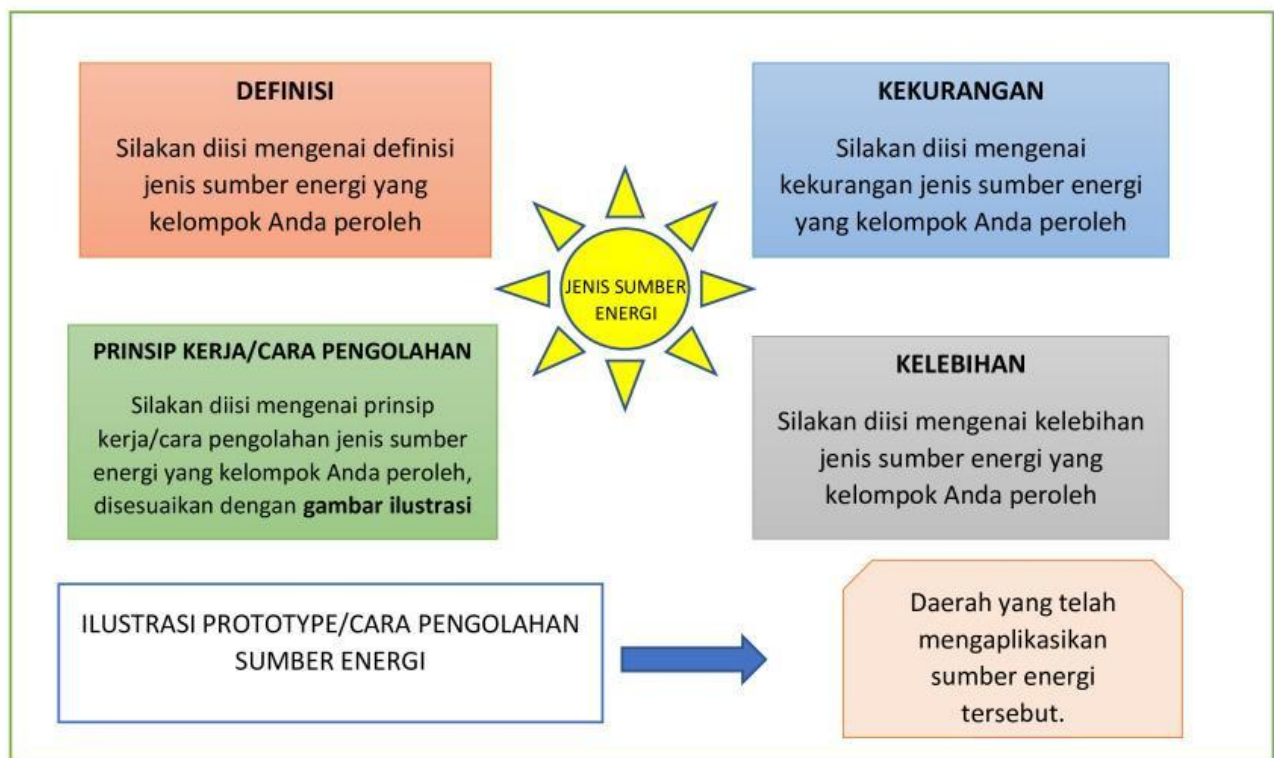 DEFINISI
Silakan diisi mengenai definisi
jenis sumber energi yang
kelompok Anda peroleh
KEKURANGAN
Silakan diisi mengenai
kekurangan jenis sumber energi
yang kelompok Anda peroleh
JENIS SUMBER
ENERGI
PRINSIP KERJA/CARA PENGOLAHAN
Silakan diisi mengenai prinsip
kerja/cara pengolahan jenis sumber
energi yang kelompok Anda peroleh,
disesuaikan dengan gambar ilustrasi
KELEBIHAN
Silakan diisi mengenai kelebihan
jenis sumber energi yang
kelompok Anda peroleh
ILUSTRASI PROTOTYPE/CARA PENGOLAHAN
SUMBER ENERGI
Daerah yang telah
mengaplikasikan
sumber energi
tersebut.